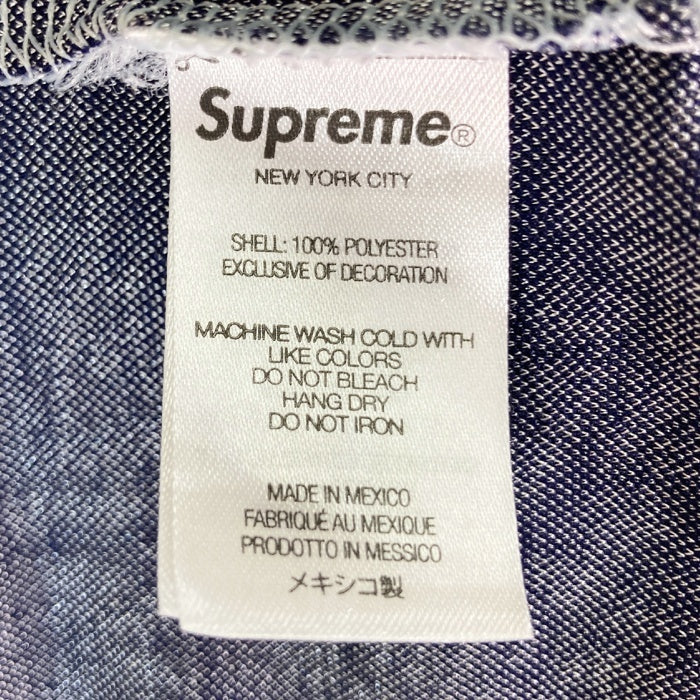 Supreme®
NEW YORK CITY
SHELL: 100% POLYESTER
EXCLUSIVE OF DECORATION
MACHINE WASH COLD WITH
LIKE COLORS
DO NOT BLEACH
HANG DRY
DO NOT IRON
MADE IN MEXICO
FABRIQUÉ AU MEXIQUE
PRODOTTO IN MESSICO
メキシコ製